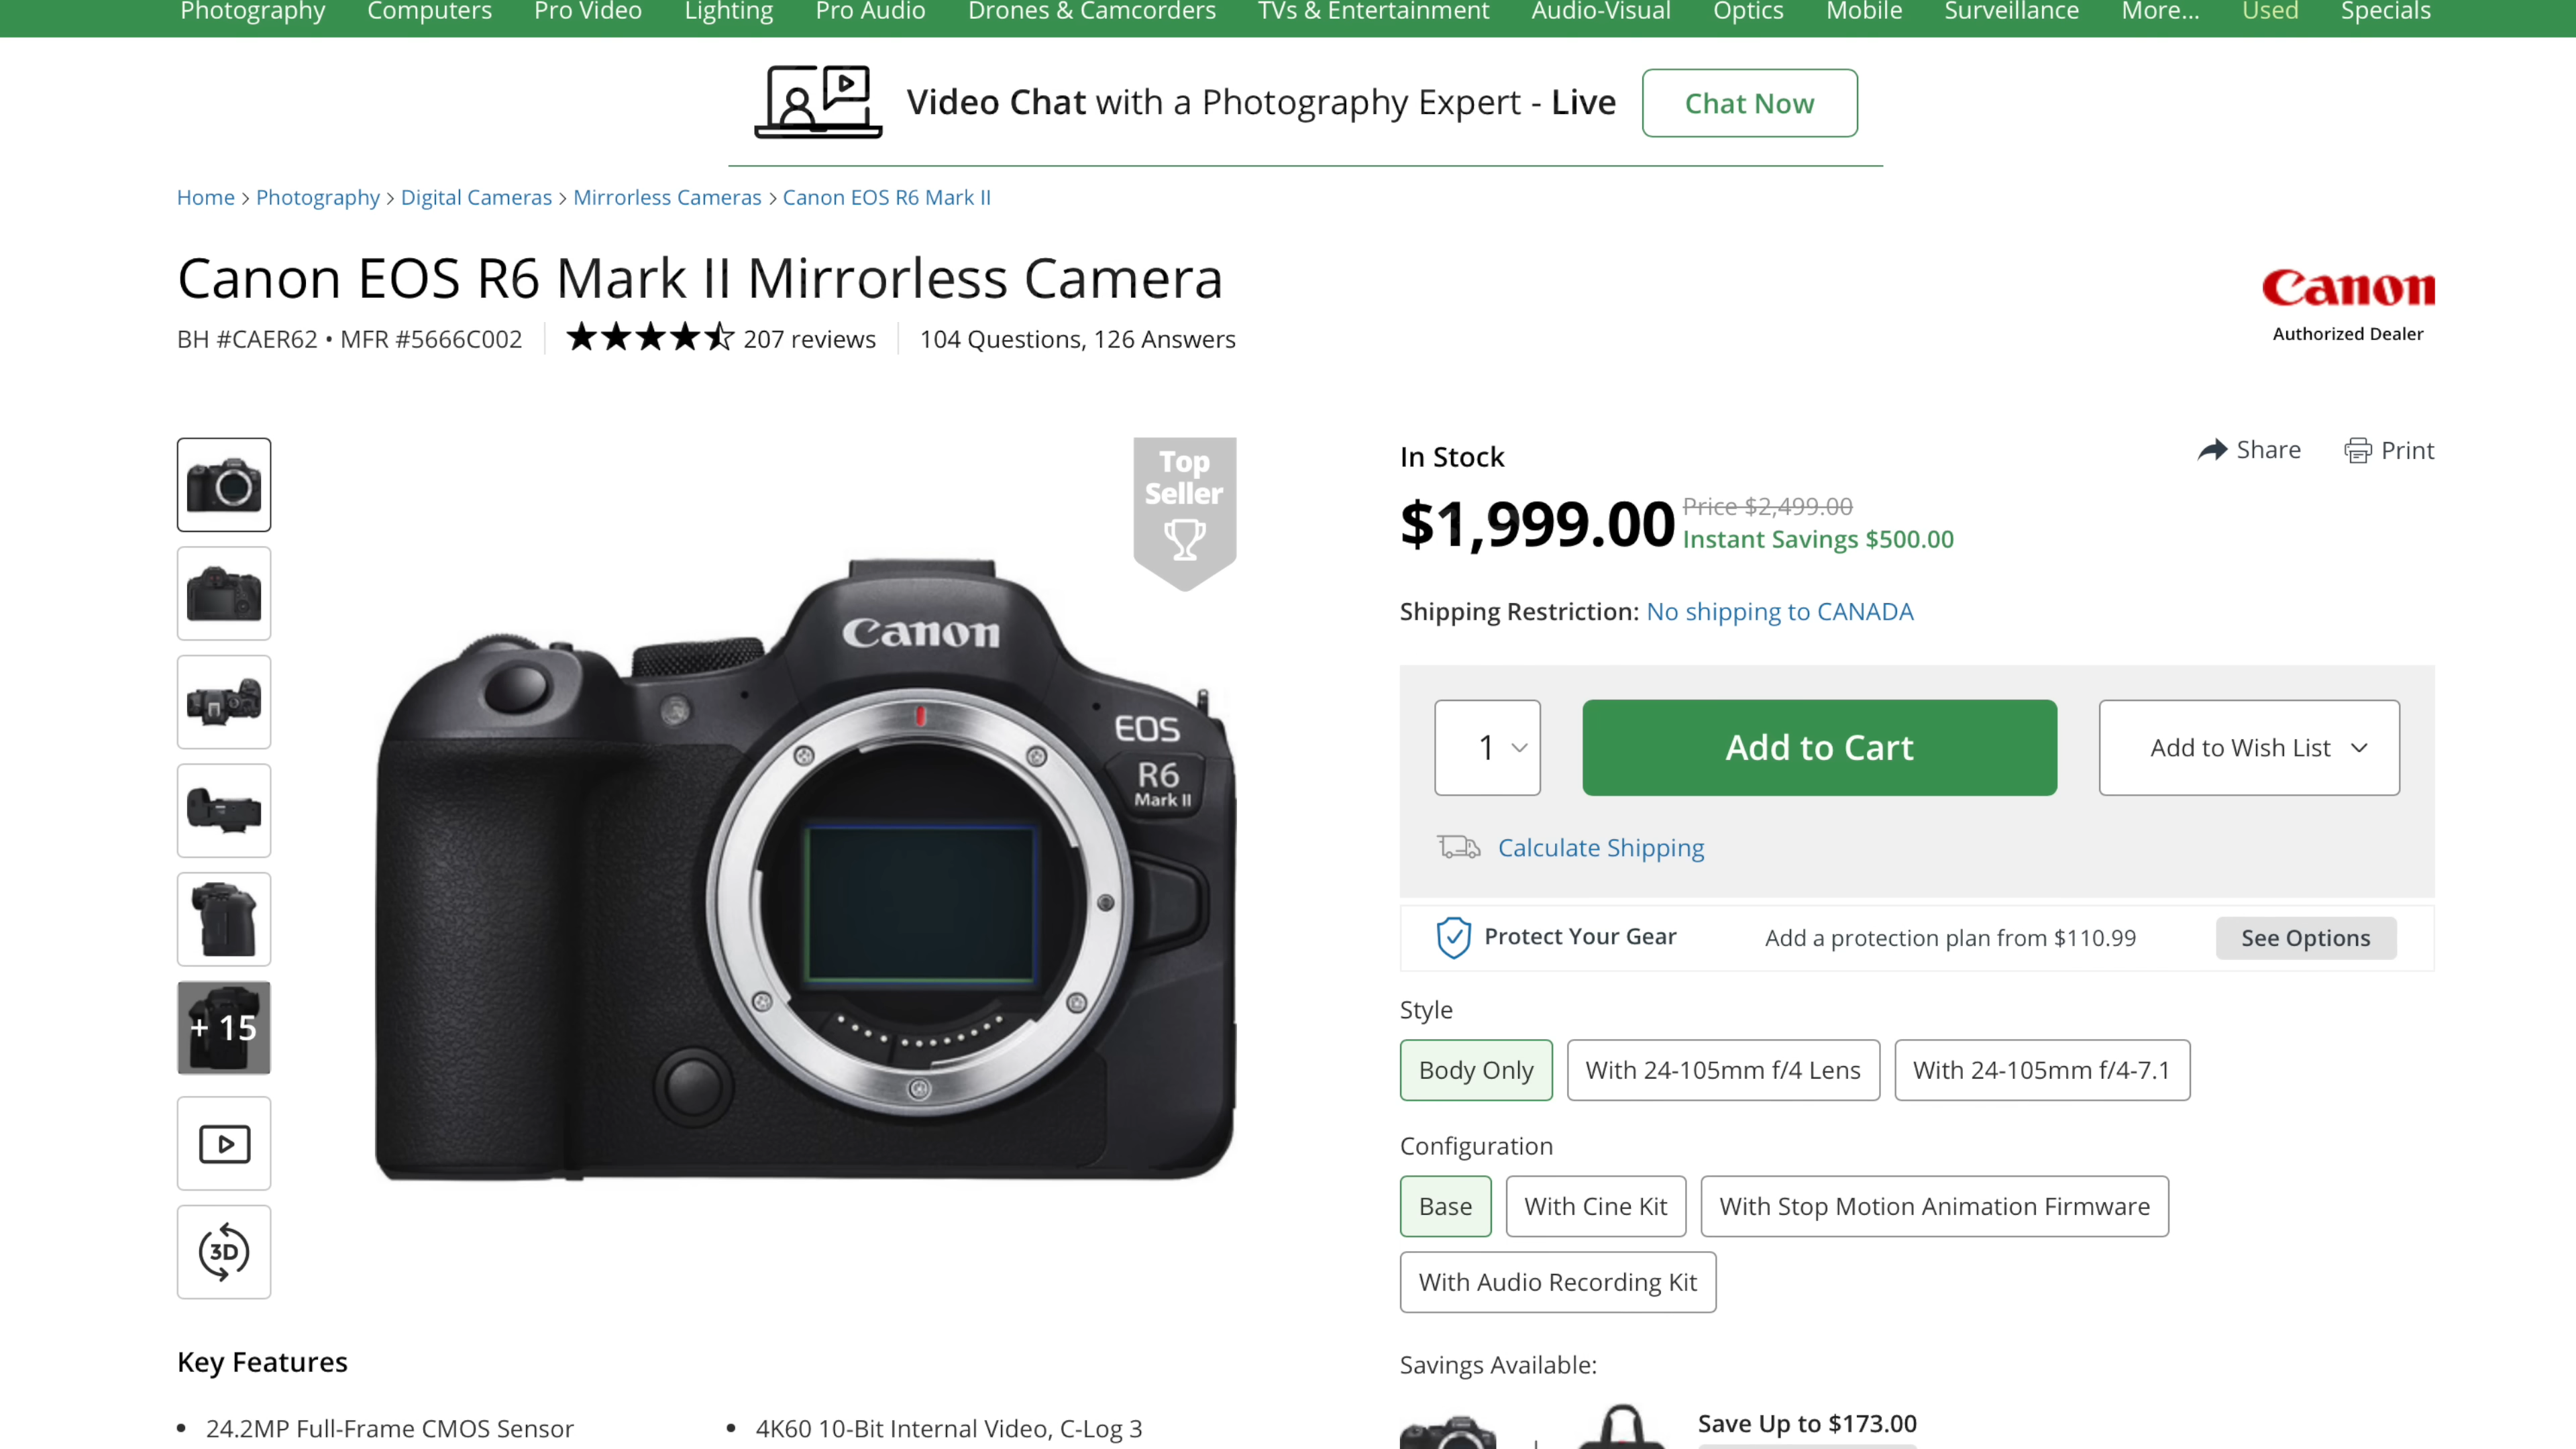 Photography Computers Pro Video Lighting Pro Audio Drones & Camcorders TVs & Entertainment Audio-Visual Optics Mobile Surveillance More... Used Specials
Video Chat with a Photography Expert - Live Chat Now
Home > Photography > Digital Cameras > Mirrorless Cameras > Canon EOS R6 Mark II
Canon EOS R6 Mark II Mirrorless Camera
BH #CAER62 • MFR #5666C002 207 reviews 104 Questions, 126 Answers
Canon
Authorized Dealer
Top
Seller
Canon
EOS
R6
Mark II
+ 15
3D
In Stock
Share Print
$1,999.00
Price $2,499.00
Instant Savings $500.00
Shipping Restriction: No shipping to CANADA
1 Add to Cart Add to Wish List
Calculate Shipping
Protect Your Gear Add a protection plan from $110.99 See Options
Style
Body Only With 24-105mm f/4 Lens With 24-105mm f/4-7.1
Configuration
Base With Cine Kit With Stop Motion Animation Firmware
With Audio Recording Kit
Savings Available:
Save Up to $173.00
Key Features
• 24.2MP Full-Frame CMOS Sensor
• 4K60 10-Bit Internal Video, C-Log 3